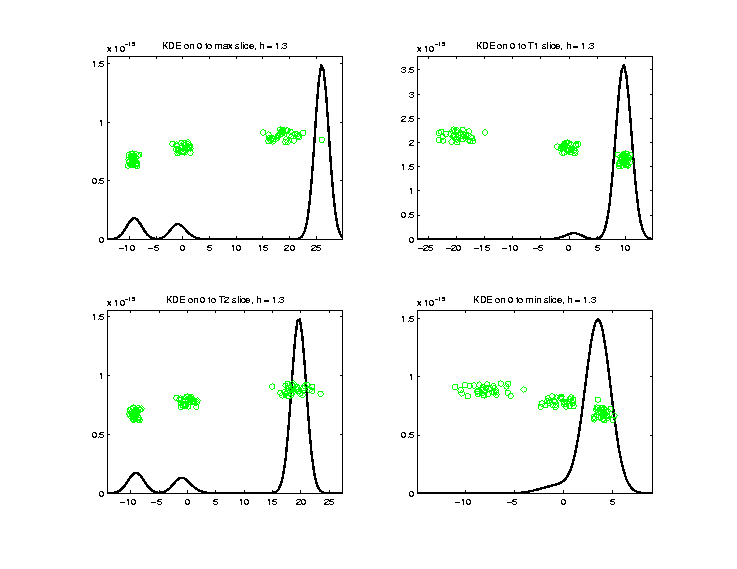 x 10⁻¹⁵
KDE on 0 to max slice, h = 1.3
1.5
1
0.5
0
−10 −5 0 5 10 15 20 25
x 10⁻¹⁵
KDE on 0 to T1 slice, h = 1.3
3.5
3
2.5
2
1.5
1
0.5
0
−25 −20 −15 −10 −5 0 5 10
x 10⁻¹⁵
KDE on 0 to T2 slice, h = 1.3
1.5
1
0.5
0
−10 −5 0 5 10 15 20 25
x 10⁻¹⁵
KDE on 0 to min slice, h = 1.3
1.5
1
0.5
0
−10 −5 0 5